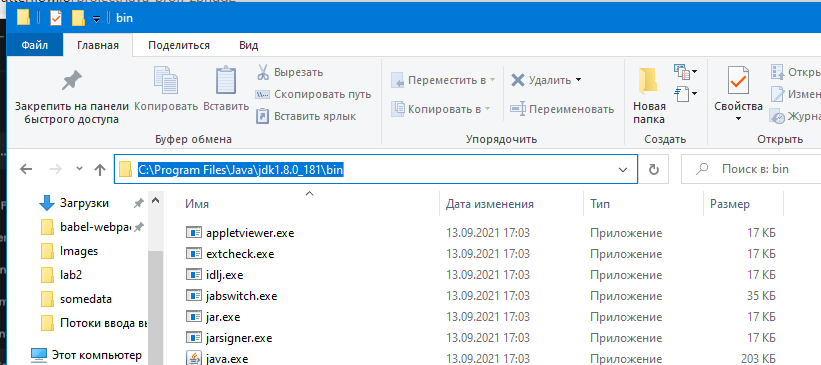 bin
Файл Главная Поделиться Вид
Закрепить на панели быстрого доступа
Копировать
Вставить
Вырезать
Скопировать путь
Вставить ярлык
Буфер обмена
Переместить в
Копировать в
Удалить
Переименовать
Упорядочить
Новая папка
Создать
Свойства
Откры
Измен
Журна
Открыть
C:\Program Files\Java\jdk1.8.0_181\bin
Поиск в: bin
Загрузки
babel-webpa
Images
lab2
somedata
Потоки ввода вы
Этот компьютер
Имя Дата изменения Тип Размер
appletviewer.exe 13.09.2021 17:03 Приложение 17 КБ
extcheck.exe 13.09.2021 17:03 Приложение 17 КБ
idlj.exe 13.09.2021 17:03 Приложение 17 КБ
jabswitch.exe 13.09.2021 17:03 Приложение 35 КБ
jar.exe 13.09.2021 17:03 Приложение 17 КБ
jarsigner.exe 13.09.2021 17:03 Приложение 17 КБ
java.exe 13.09.2021 17:03 Приложение 203 КБ